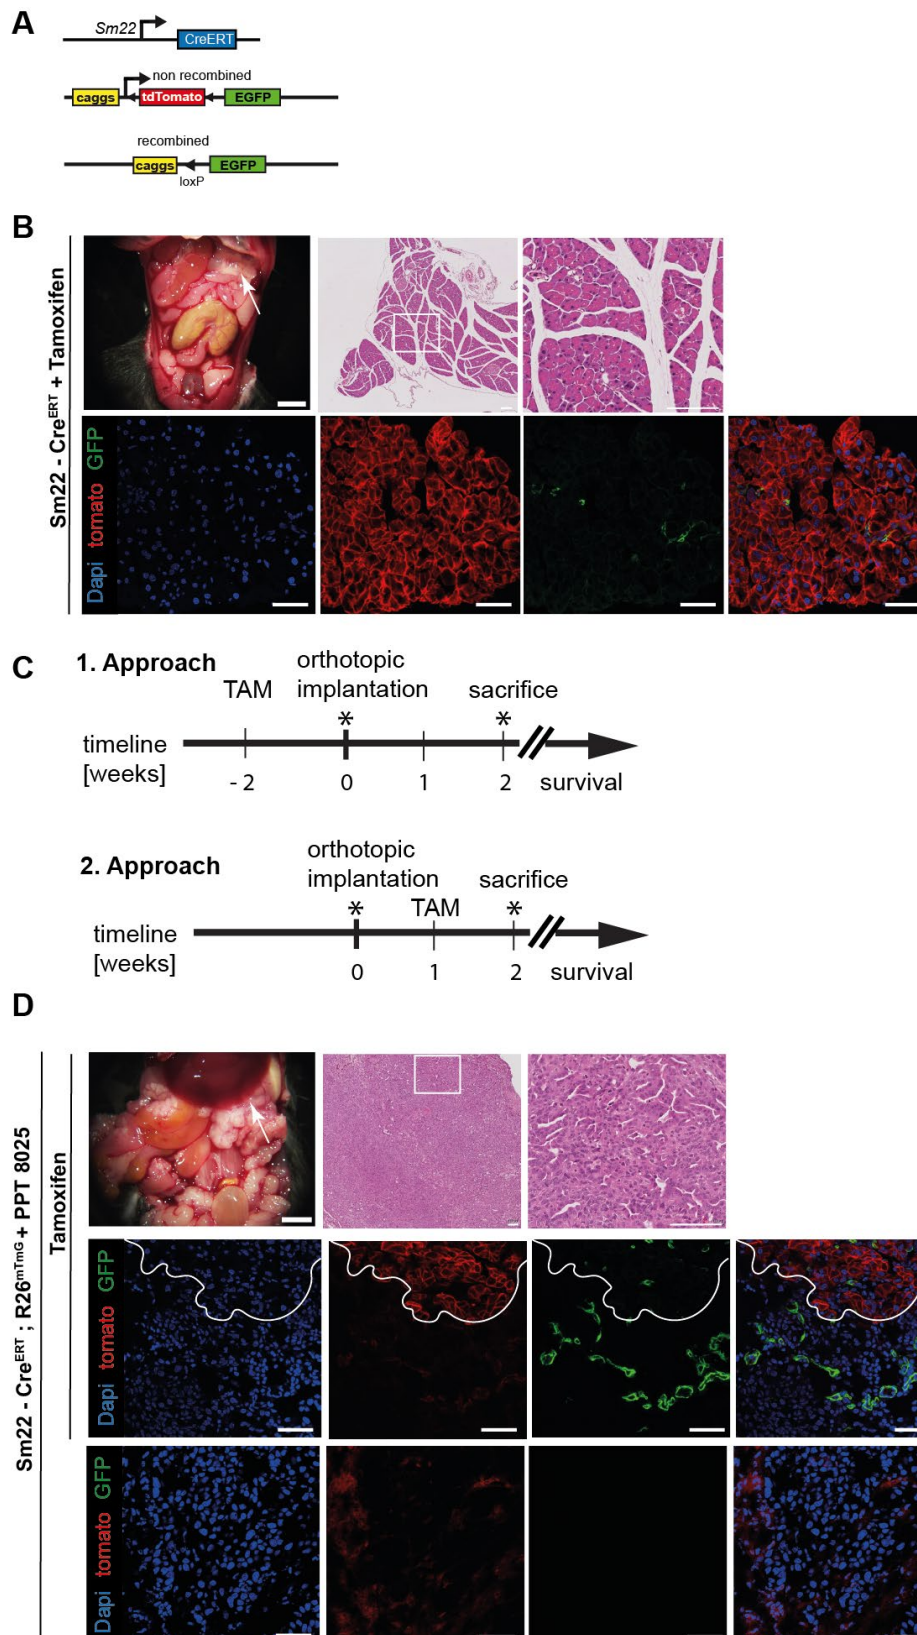 A
Sm22
CreERT
non recombined
caggs
tdTomato
EGFP
recombined
caggs
EGFP
loxP
B
Sm22 - CreERT + Tamoxifen
Dapi tomato GFP
C
1. Approach
orthotopic
implantation
TAM
sacrifice
*
*
timeline
[weeks]
- 2
0
1
2
survival
2. Approach
orthotopic
implantation
sacrifice
*
TAM
*
timeline
[weeks]
0
1
2
survival
D
Sm22 - CreERT ; R26mTmG + PPT 8025
Tamoxifen
Dapi tomato GFP
Dapi tomato GFP